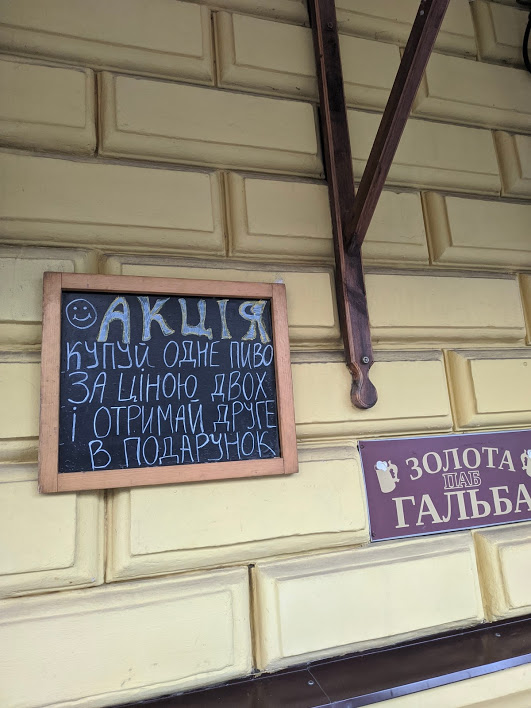 АКЦІЯ
КУПУЙ ОДНЕ ПИВО
ЗА ЦІНОЮ ДВОХ
І ОТРИМАЙ ДРУГЕ
В ПОДАРУНОК
ЗОЛОТА
ПАБ
ГАЛЬБА